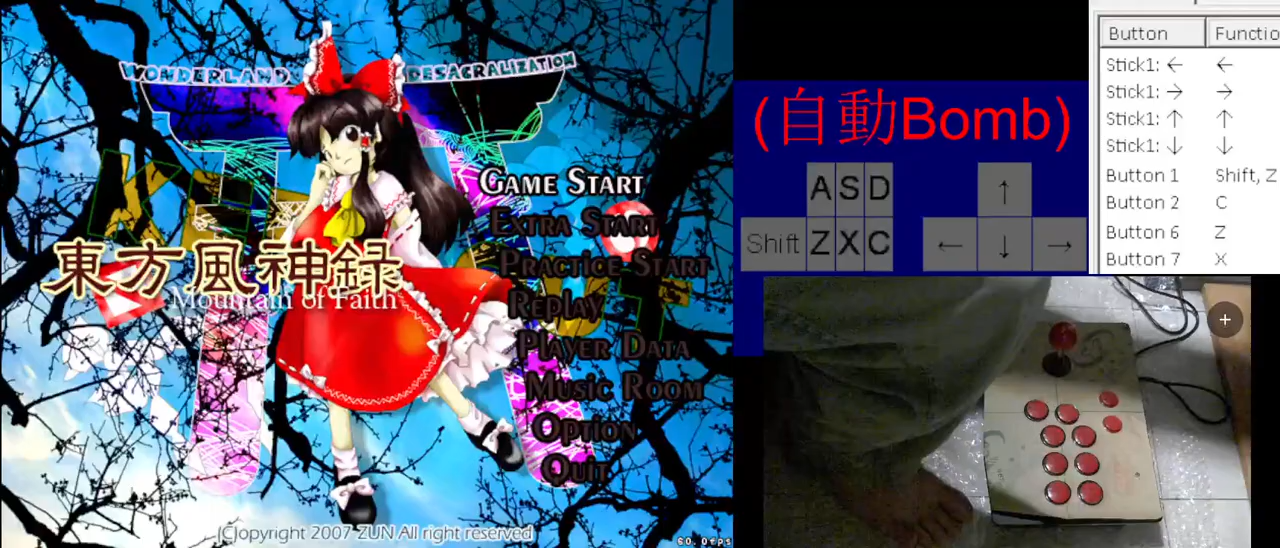 WONDERLAND DESACRALIZATION
東方風神録
Mountain of Faith
GAME START
EXTRA START
PRACTICE START
REPLAY
PLAYER DATA
MUSIC ROOM
OPTION
QUIT
(C)opyright 2007 ZUN All right reserved
60.0fps
(自動Bomb)
A S D
Shift Z X C
↑
← ↓ →
Button Functio
Stick1: ← ←
Stick1: → →
Stick1: ↑ ↑
Stick1: ↓ ↓
Button 1 Shift, Z
Button 2 C
Button 6 Z
Button 7 X